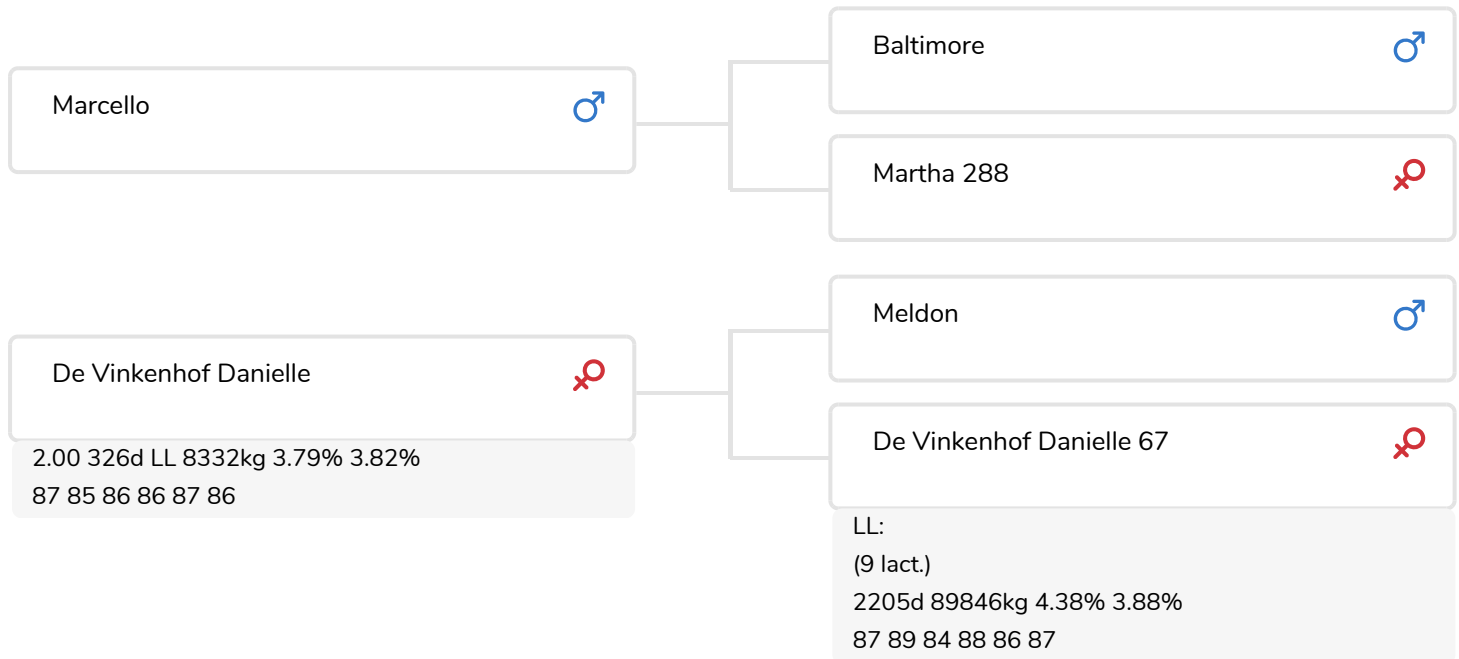 Marcello
De Vinkenhof Danielle
2.00 326d LL 8332kg 3.79% 3.82%
87 85 86 86 87 86
Baltimore
Martha 288
Meldon
De Vinkenhof Danielle 67
LL:
(9 lact.)
2205d 89846kg 4.38% 3.88%
87 89 84 88 86 87